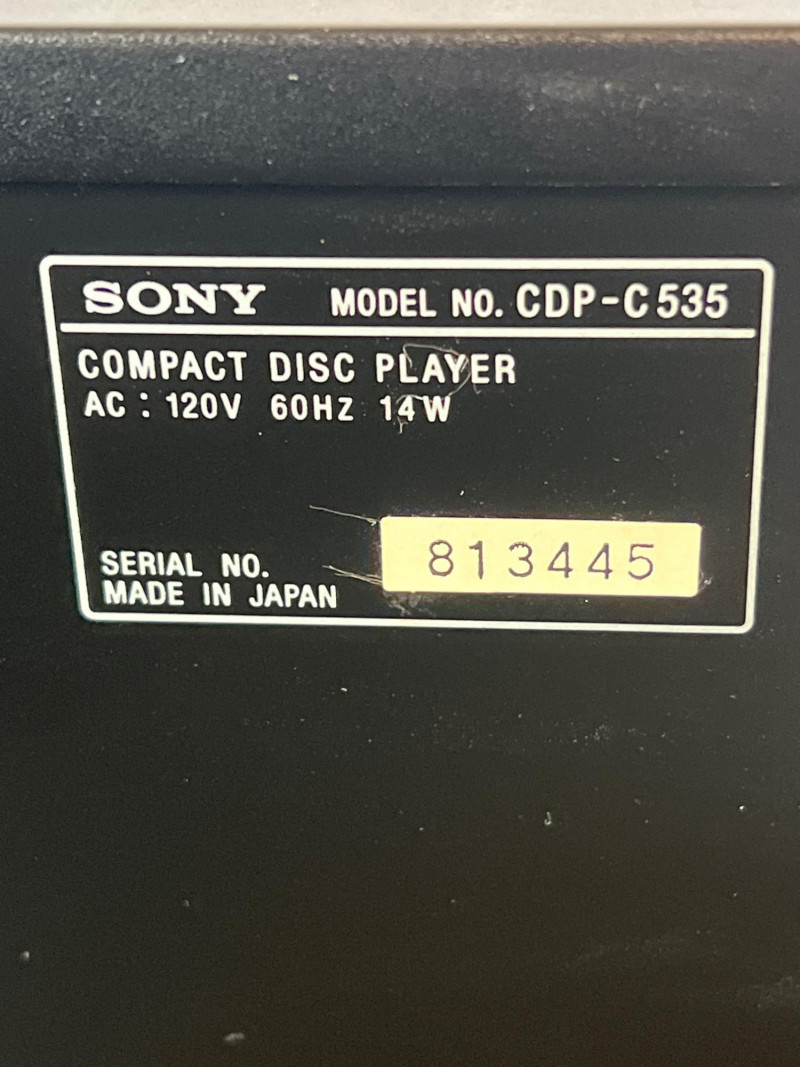 SONY MODEL NO. CDP-C535
COMPACT DISC PLAYER
AC : 120V 60HZ 14W
SERIAL NO. 813445
MADE IN JAPAN